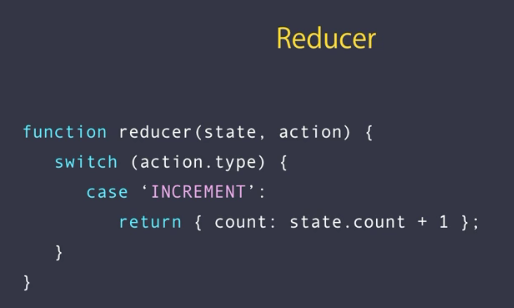 Reducer
function reducer(state, action) {
switch (action.type) {
case ‘INCREMENT’:
return { count: state.count + 1 };
}
}